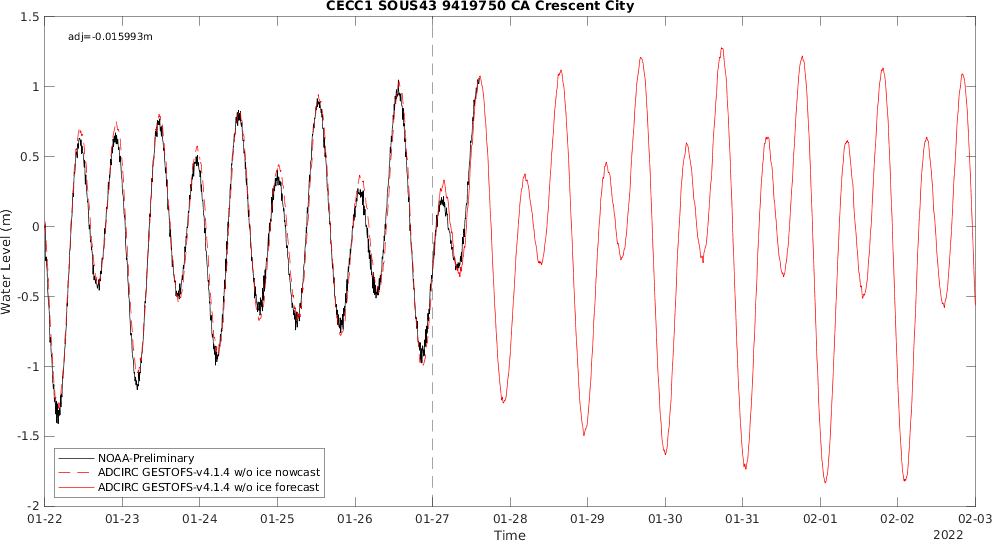 CECC1 SOUS43 9419750 CA Crescent City
adj=-0.015993m
1.5
1
0.5
0
-0.5
-1
-1.5
-2
Water Level (m)
NOAA-Preliminary
ADCIRC GESTOFS-v4.1.4 w/o ice nowcast
ADCIRC GESTOFS-v4.1.4 w/o ice forecast
01-22 01-23 01-24 01-25 01-26 01-27 01-28 01-29 01-30 01-31 02-01 02-02 02-03
Time
2022